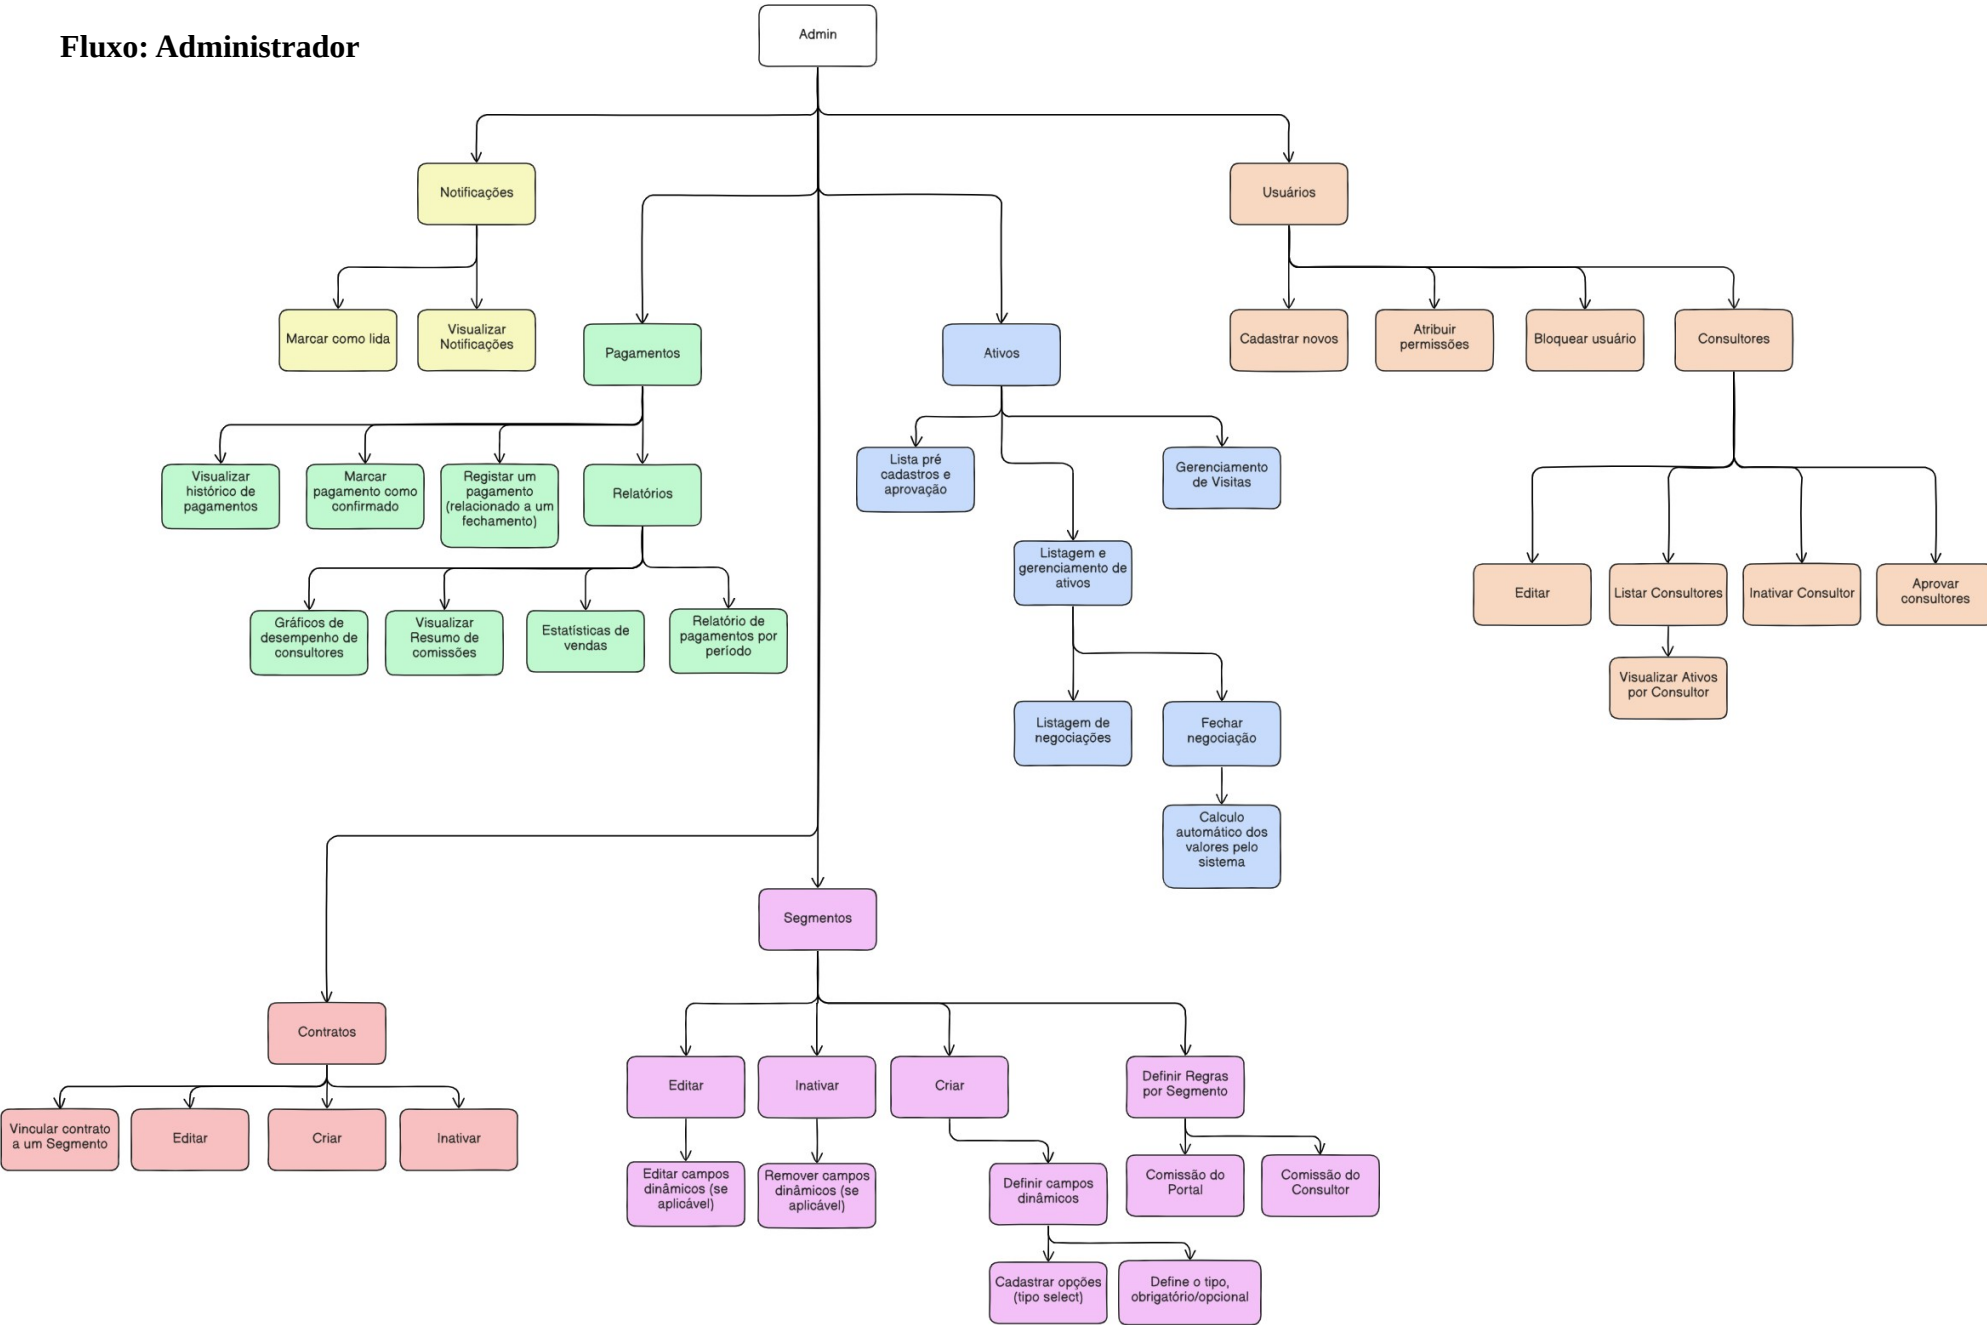 Fluxo: Administrador
Admin
Notificações
Usuários
Marcar como lida
Visualizar
Notificações
Pagamentos
Ativos
Cadastrar novos
Atribuir
permissões
Bloquear usuário
Consultores
Visualizar
histórico de
pagamentos
Marcar
pagamento como
confirmado
Registar um
pagamento
(relacionado a um
fechamento)
Relatórios
Lista pré
cadastros e
aprovação
Gerenciamento
de Visitas
Listagem e
gerenciamento de
ativos
Editar
Listar Consultores
Inativar Consultor
Aprovar
consultores
Gráficos de
desempenho de
consultores
Visualizar
Resumo de
comissões
Estatísticas de
vendas
Relatório de
pagamentos por
período
Visualizar Ativos
por Consultor
Listagem de
negociações
Fechar
negociação
Calculo
automático dos
valores pelo
sistema
Segmentos
Contratos
Vincular contrato
a um Segmento
Editar
Criar
Inativar
Editar
Inativar
Criar
Definir Regras
por Segmento
Editar campos
dinâmicos (se
aplicável)
Remover campos
dinâmicos (se
aplicável)
Definir campos
dinâmicos
Comissão do
Portal
Comissão do
Consultor
Cadastrar opções
(tipo select)
Define o tipo,
obrigatório/opcional